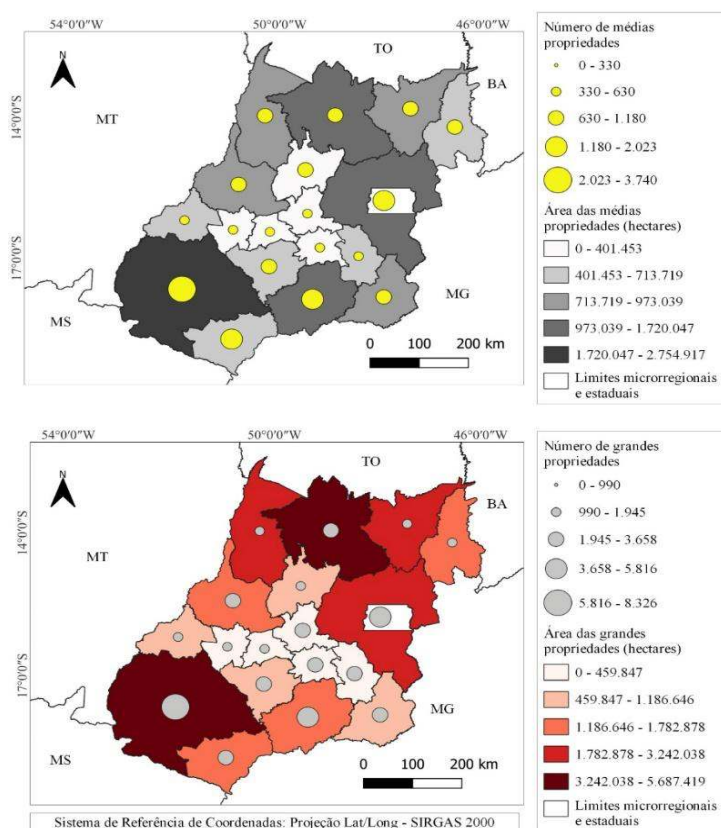 54°0'0"W
50°0'0"W
46°0'0"W
N
TO
BA
MT
14°0'0"S
17°0'0"S
MG
MS
0 100 200 km
Número de médias
propriedades
0 - 330
330 - 630
630 - 1.180
1.180 - 2.023
2.023 - 3.740
Área das médias
propriedades (hectares)
0 - 401.453
401.453 - 713.719
713.719 - 973.039
973.039 - 1.720.047
1.720.047 - 2.754.917
Limites microrregionais
e estaduais
54°0'0"W
50°0'0"W
46°0'0"W
N
TO
BA
MT
14°0'0"S
17°0'0"S
MG
MS
0 100 200 km
Número de grandes
propriedades
0 - 990
990 - 1.945
1.945 - 3.658
3.658 - 5.816
5.816 - 8.326
Área das grandes
propriedades (hectares)
0 - 459.847
459.847 - 1.186.646
1.186.646 - 1.782.878
1.782.878 - 3.242.038
3.242.038 - 5.687.419
Limites microrregionais
e estaduais
Sistema de Referência de Coordenadas: Projeção Lat/Long - SIRGAS 2000